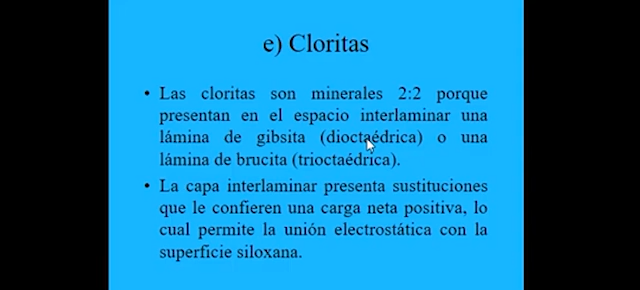 e) Cloritas
• Las cloritas son minerales 2:2 porque
presentan en el espacio interlaminar una
lámina de gibsita (dioctaédrica) o una
lámina de brucita (trioctaédrica).
• La capa interlaminar presenta sustituciones
que le confieren una carga neta positiva, lo
cual permite la unión electrostática con la
superficie siloxana.